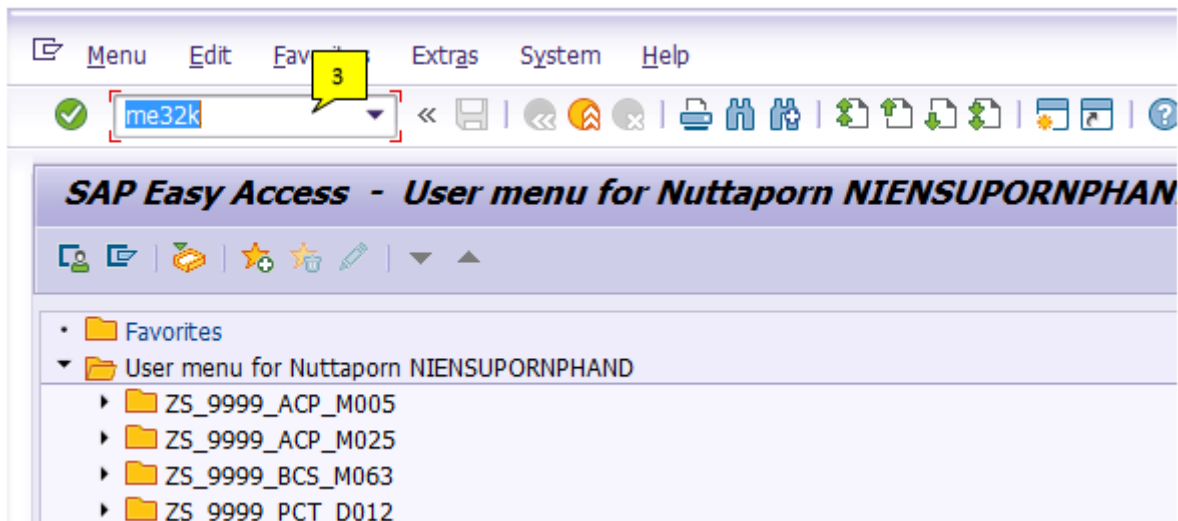 Menu Edit Extras System Help
3
me32k
SAP Easy Access - User menu for Nuttaporn
Favorites
User menu for Nuttaporn NIENSUPORNPHAND
ZS_9999_ACP_M005
ZS_9999_ACP_M025
ZS_9999_BCS_M063
ZS_9999_PCT_D012